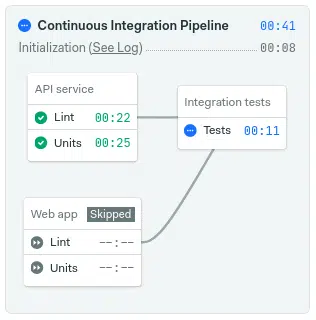 Continuous Integration Pipeline 00:41
Initialization (See Log) 00:08
API service
Lint 00:22
Units 00:25
Integration tests
Tests 00:11
Web app Skipped
Lint --:--
Units --:--